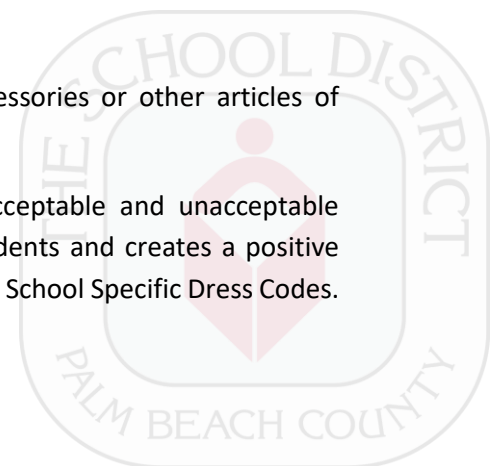 THE SCHOOL DISTRICT
essories or other articles of
cceptable and unacceptable
dents and creates a positive
School Specific Dress Codes.
PALM BEACH COUNTY